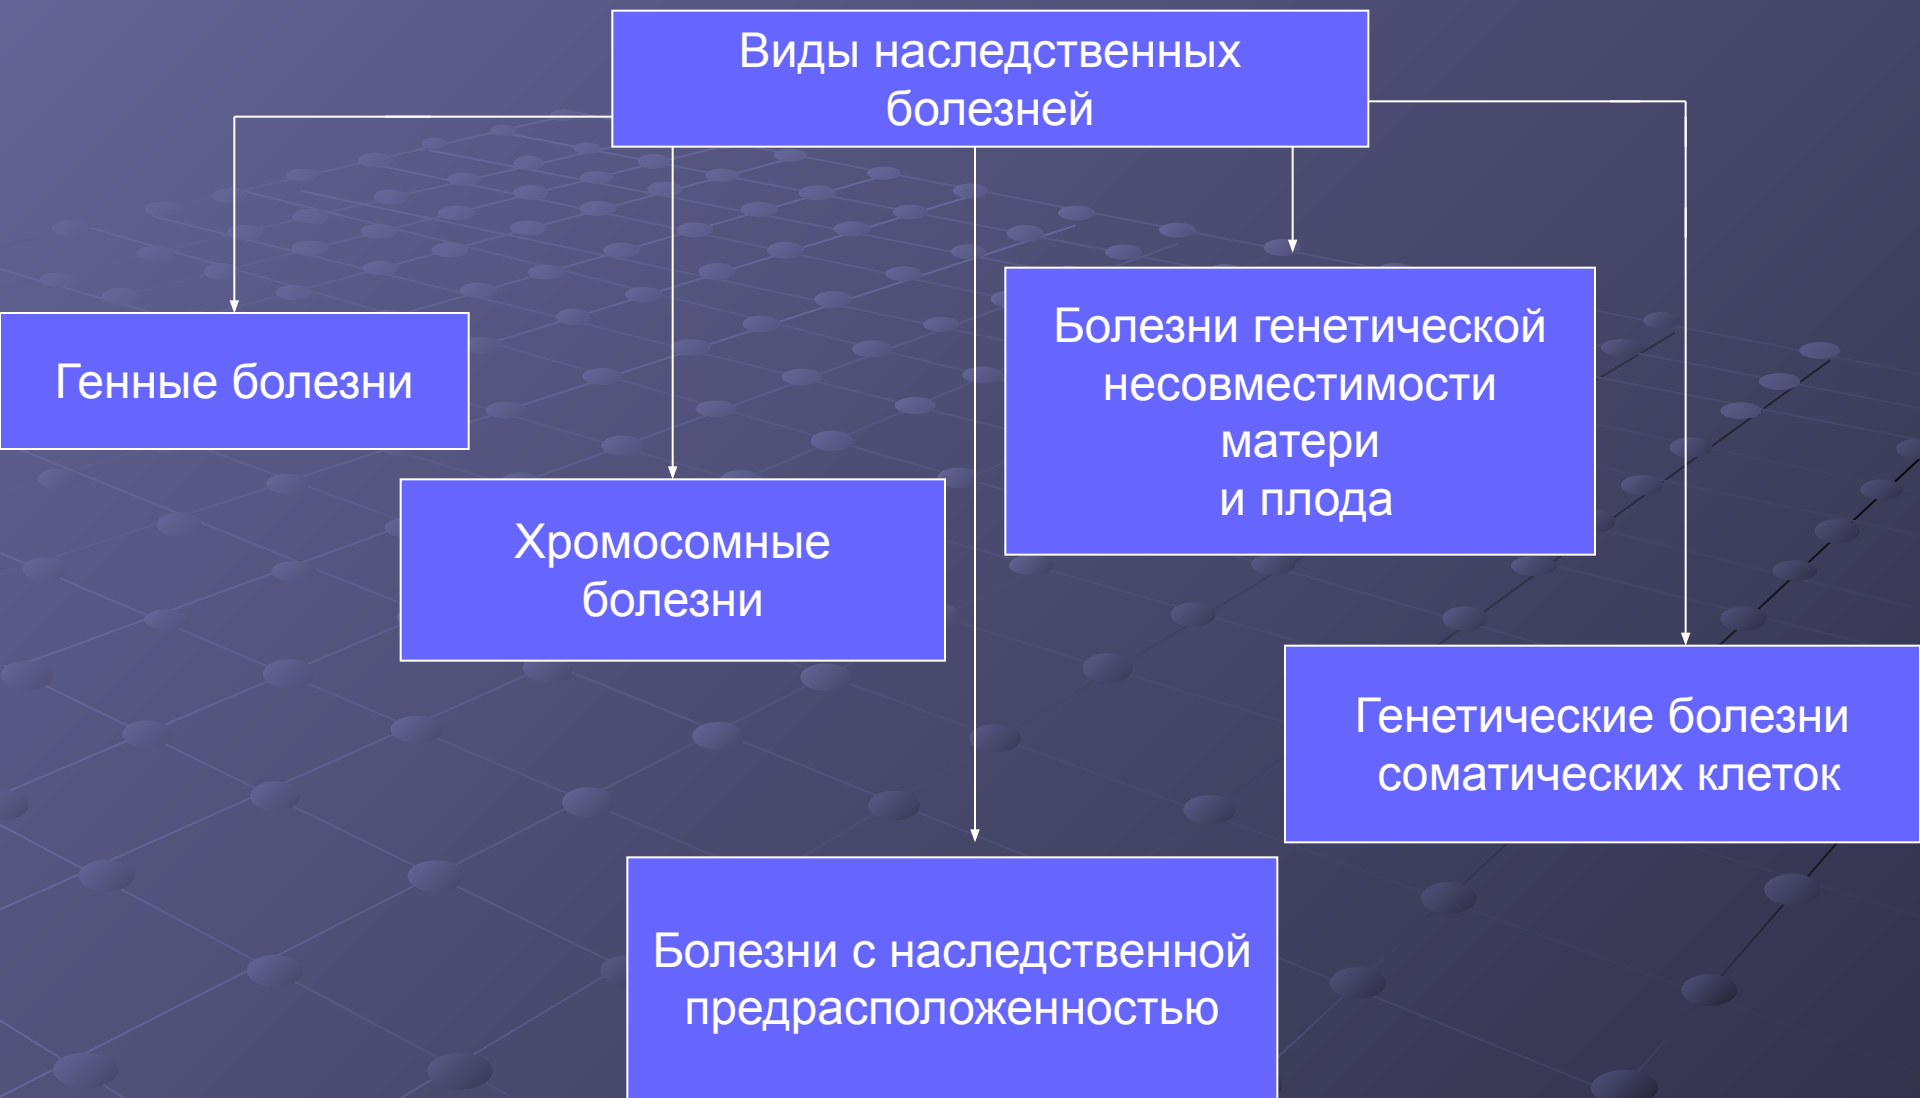 Виды наследственных
болезней
Генные болезни
Болезни генетической
несовместимости
матери
и плода
Хромосомные
болезни
Генетические болезни
соматических клеток
Болезни с наследственной
предрасположенностью